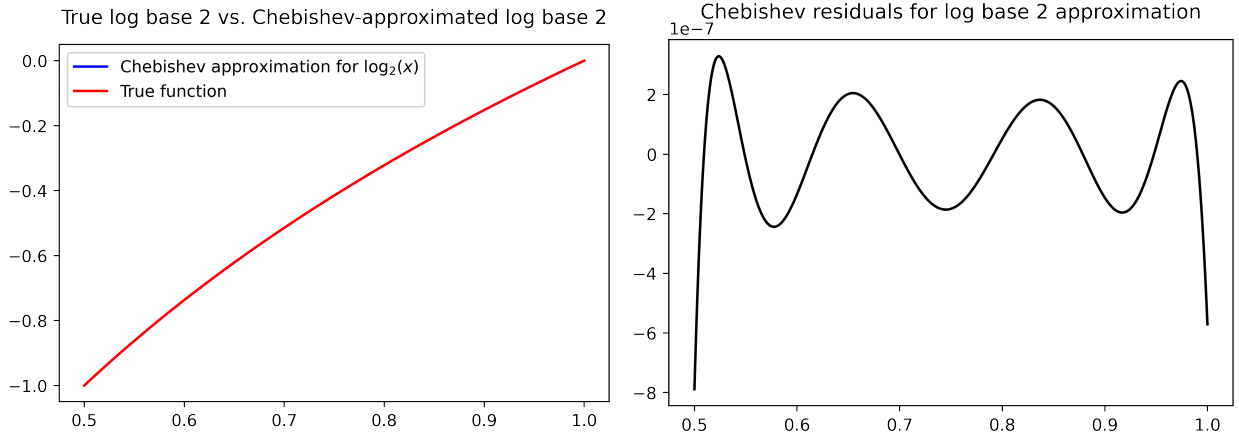 True log base 2 vs. Chebishev-approximated log base 2
Chebishev approximation for log₂(x)
True function
0.0
−0.2
−0.4
−0.6
−0.8
−1.0
0.5 0.6 0.7 0.8 0.9 1.0
Chebishev residuals for log base 2 approximation
1e−7
2
0
−2
−4
−6
−8
0.5 0.6 0.7 0.8 0.9 1.0